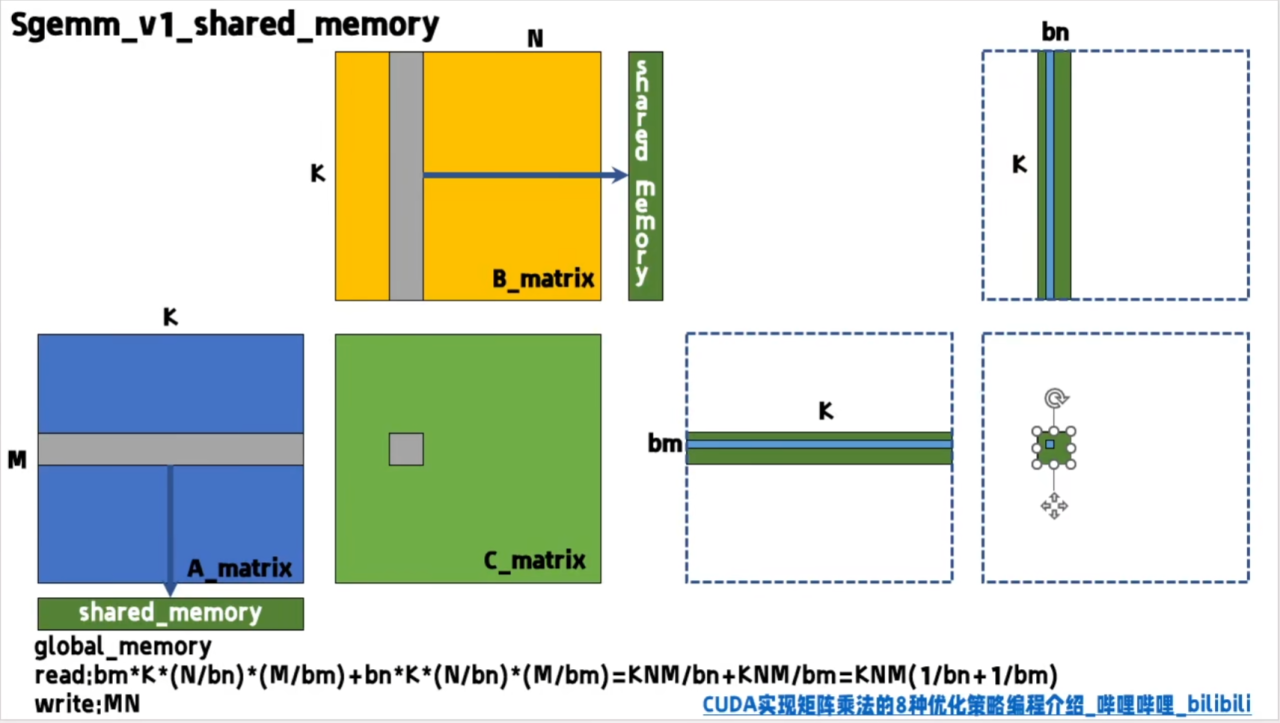 Sgemm_v1_shared_memory
N
bn
shared memory
K
K
B_matrix
K
K
M
bm
A_matrix
C_matrix
shared_memory
global_memory
read:bm*K*(N/bn)*(M/bm)+bn*K*(N/bn)*(M/bm)=KNM/bn+KNM/bm=KNM(1/bn+1/bm)
write:MN
CUDA实现矩阵乘法的8种优化策略编程介绍_哔哩哔哩_bilibili